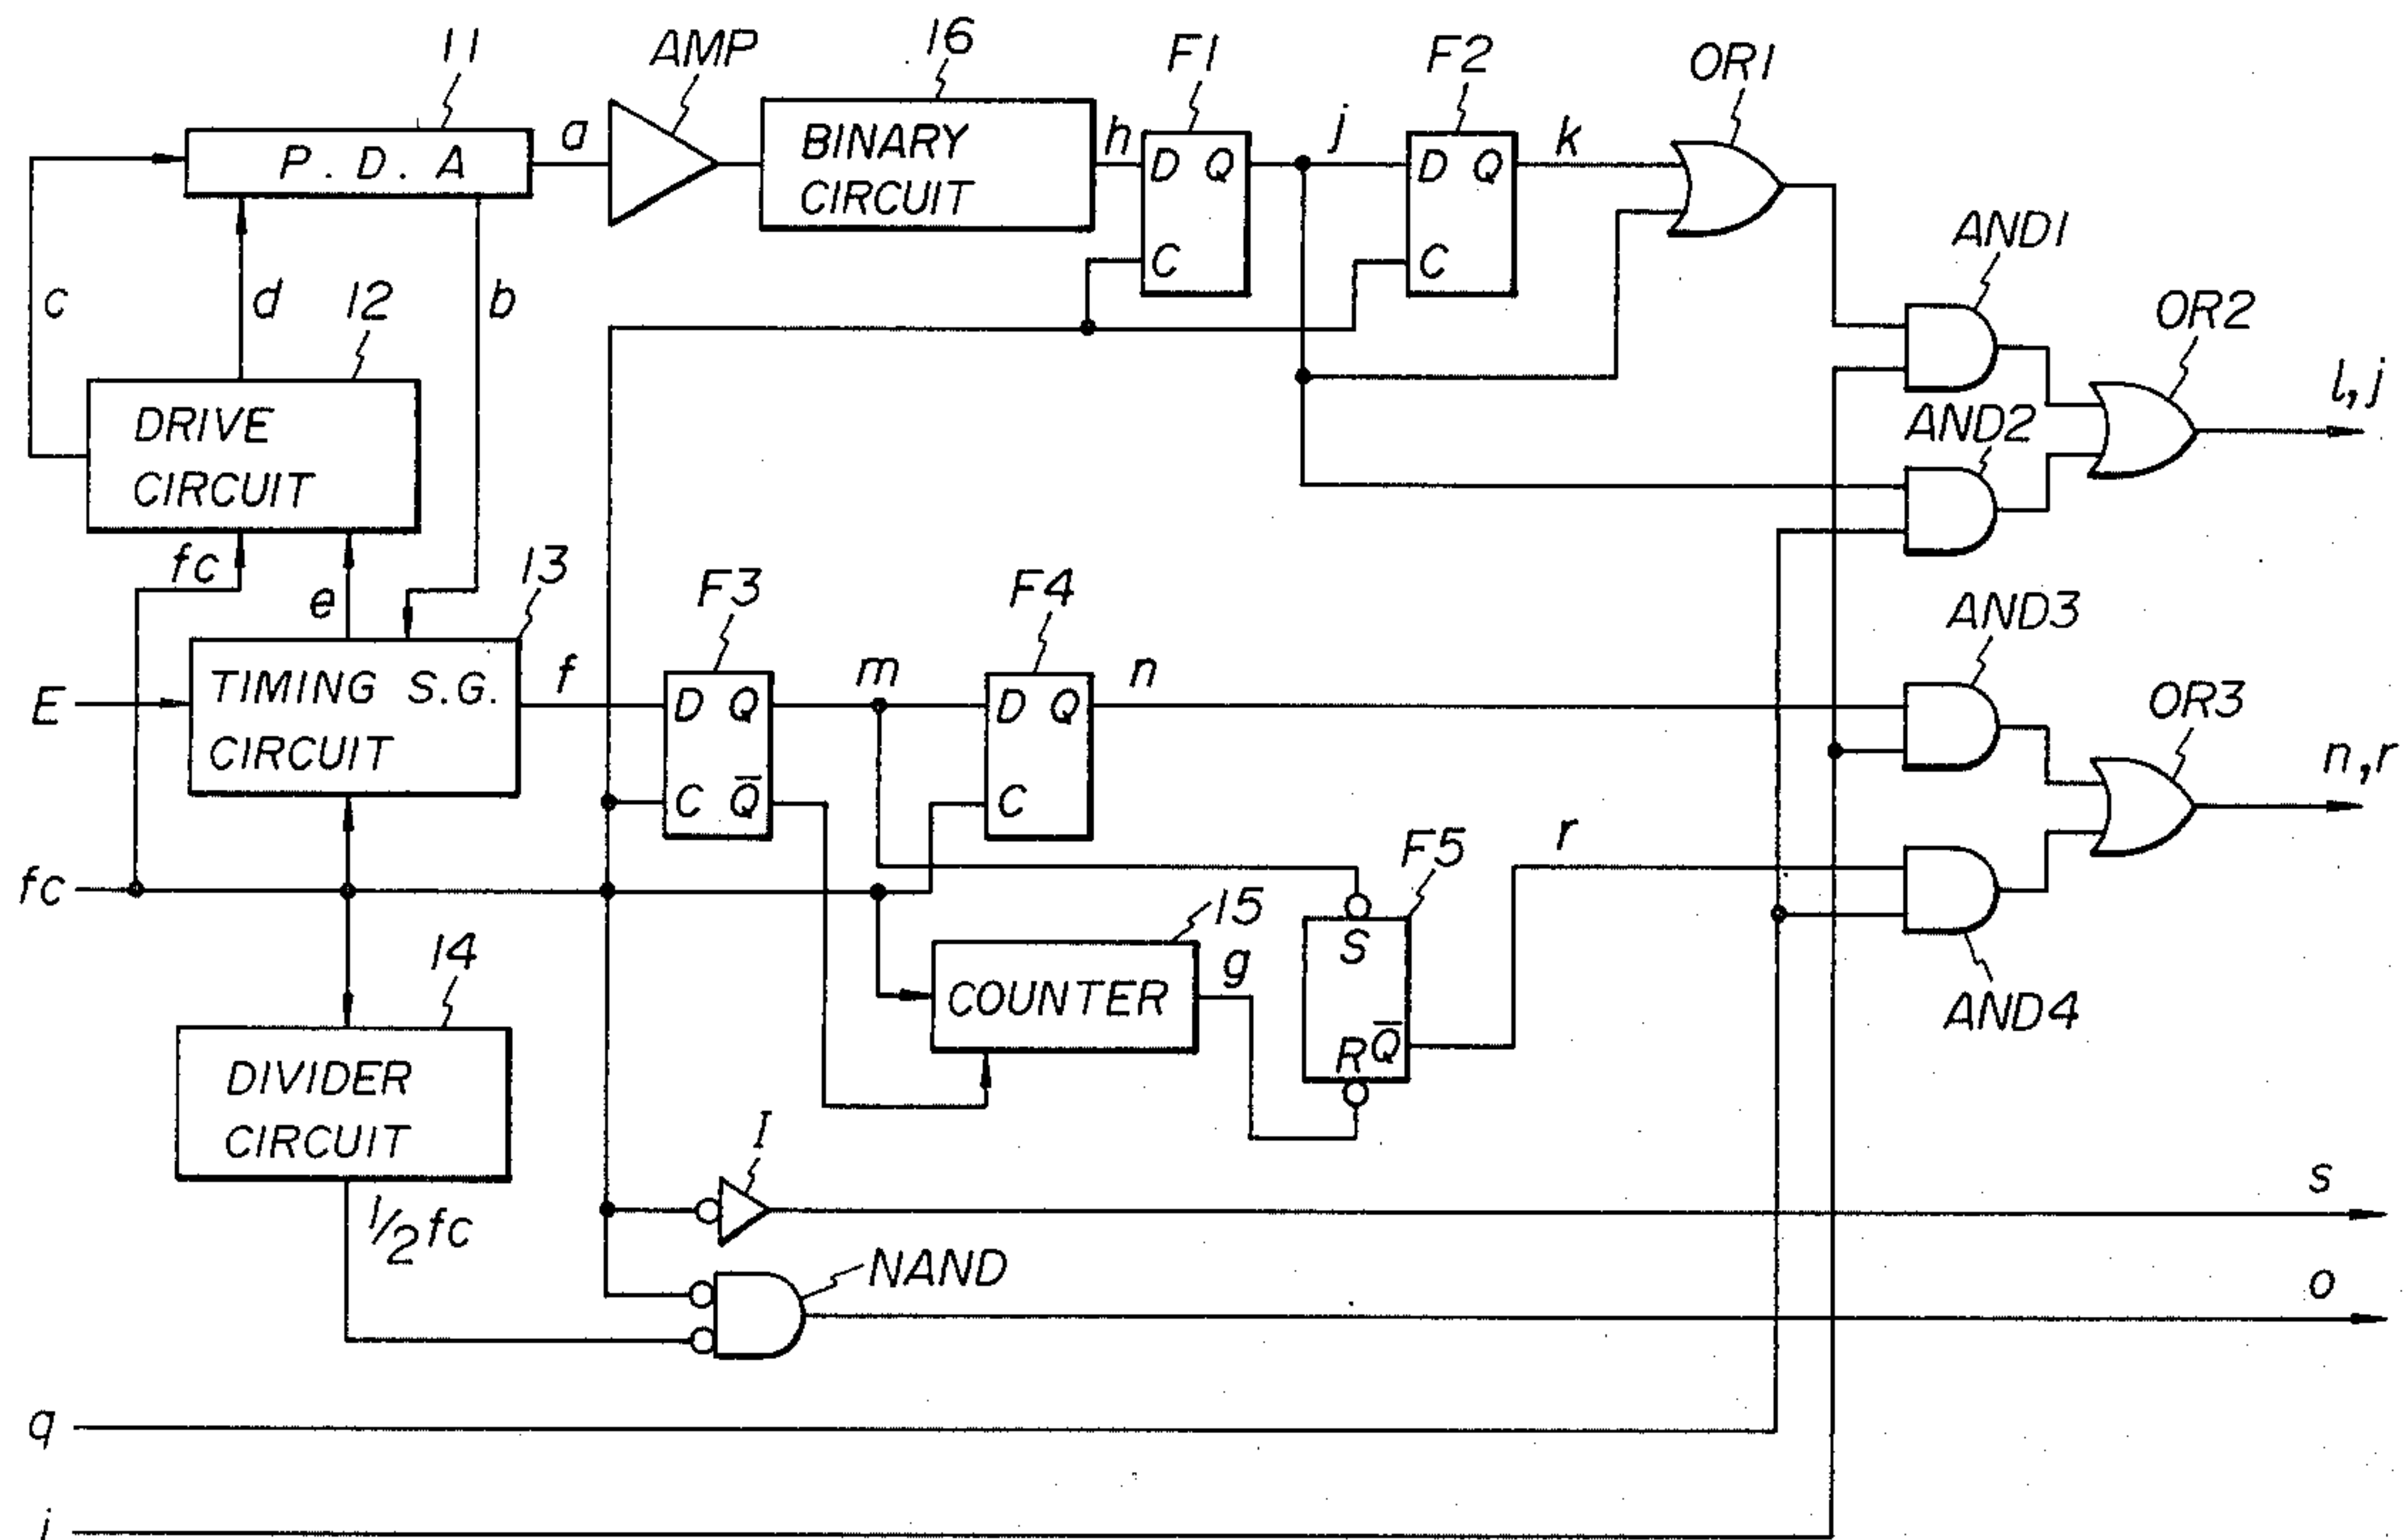 11
AMP
16
F1
F2
OR1
P. D. A
a
BINARY
CIRCUIT
h
D Q
C
j
D Q
C
k
AND1
c
d
12
b
OR2
l,j
DRIVE
CIRCUIT
AND2
fc
e
13
F3
F4
AND3
E
TIMING S.G.
CIRCUIT
f
D Q
C Q̅
m
D Q
C
n
OR3
n,r
fc
F5
r
15
14
COUNTER
g
S
R Q̅
AND4
DIVIDER
CIRCUIT
I
s
1/2 fc
NAND
o
q